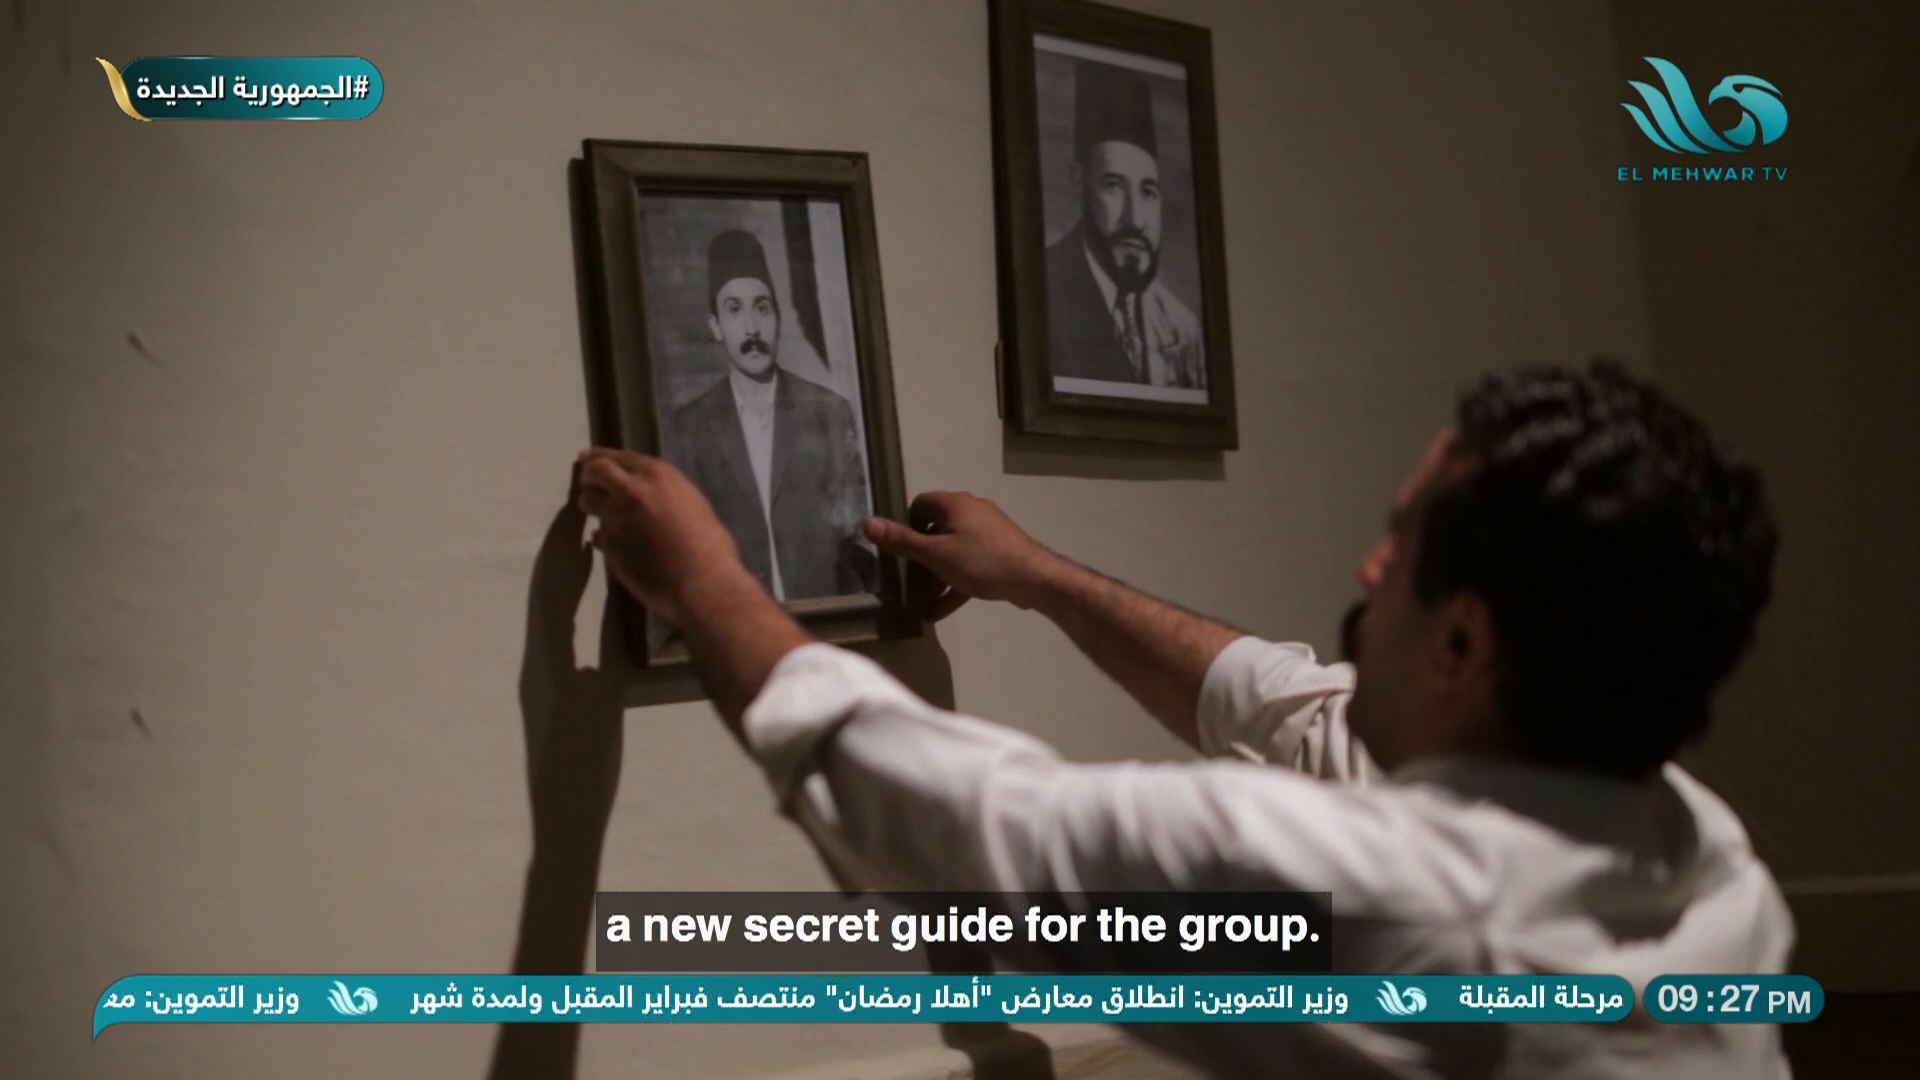 #الجمهورية الجديدة
EL MEHWAR TV
a new secret guide for the group.
مرحلة المقبلة وزير التموين: انطلاق معارض "أهلا رمضان" منتصف فبراير المقبل ولمدة شهر وزير التموين:
09:27 PM